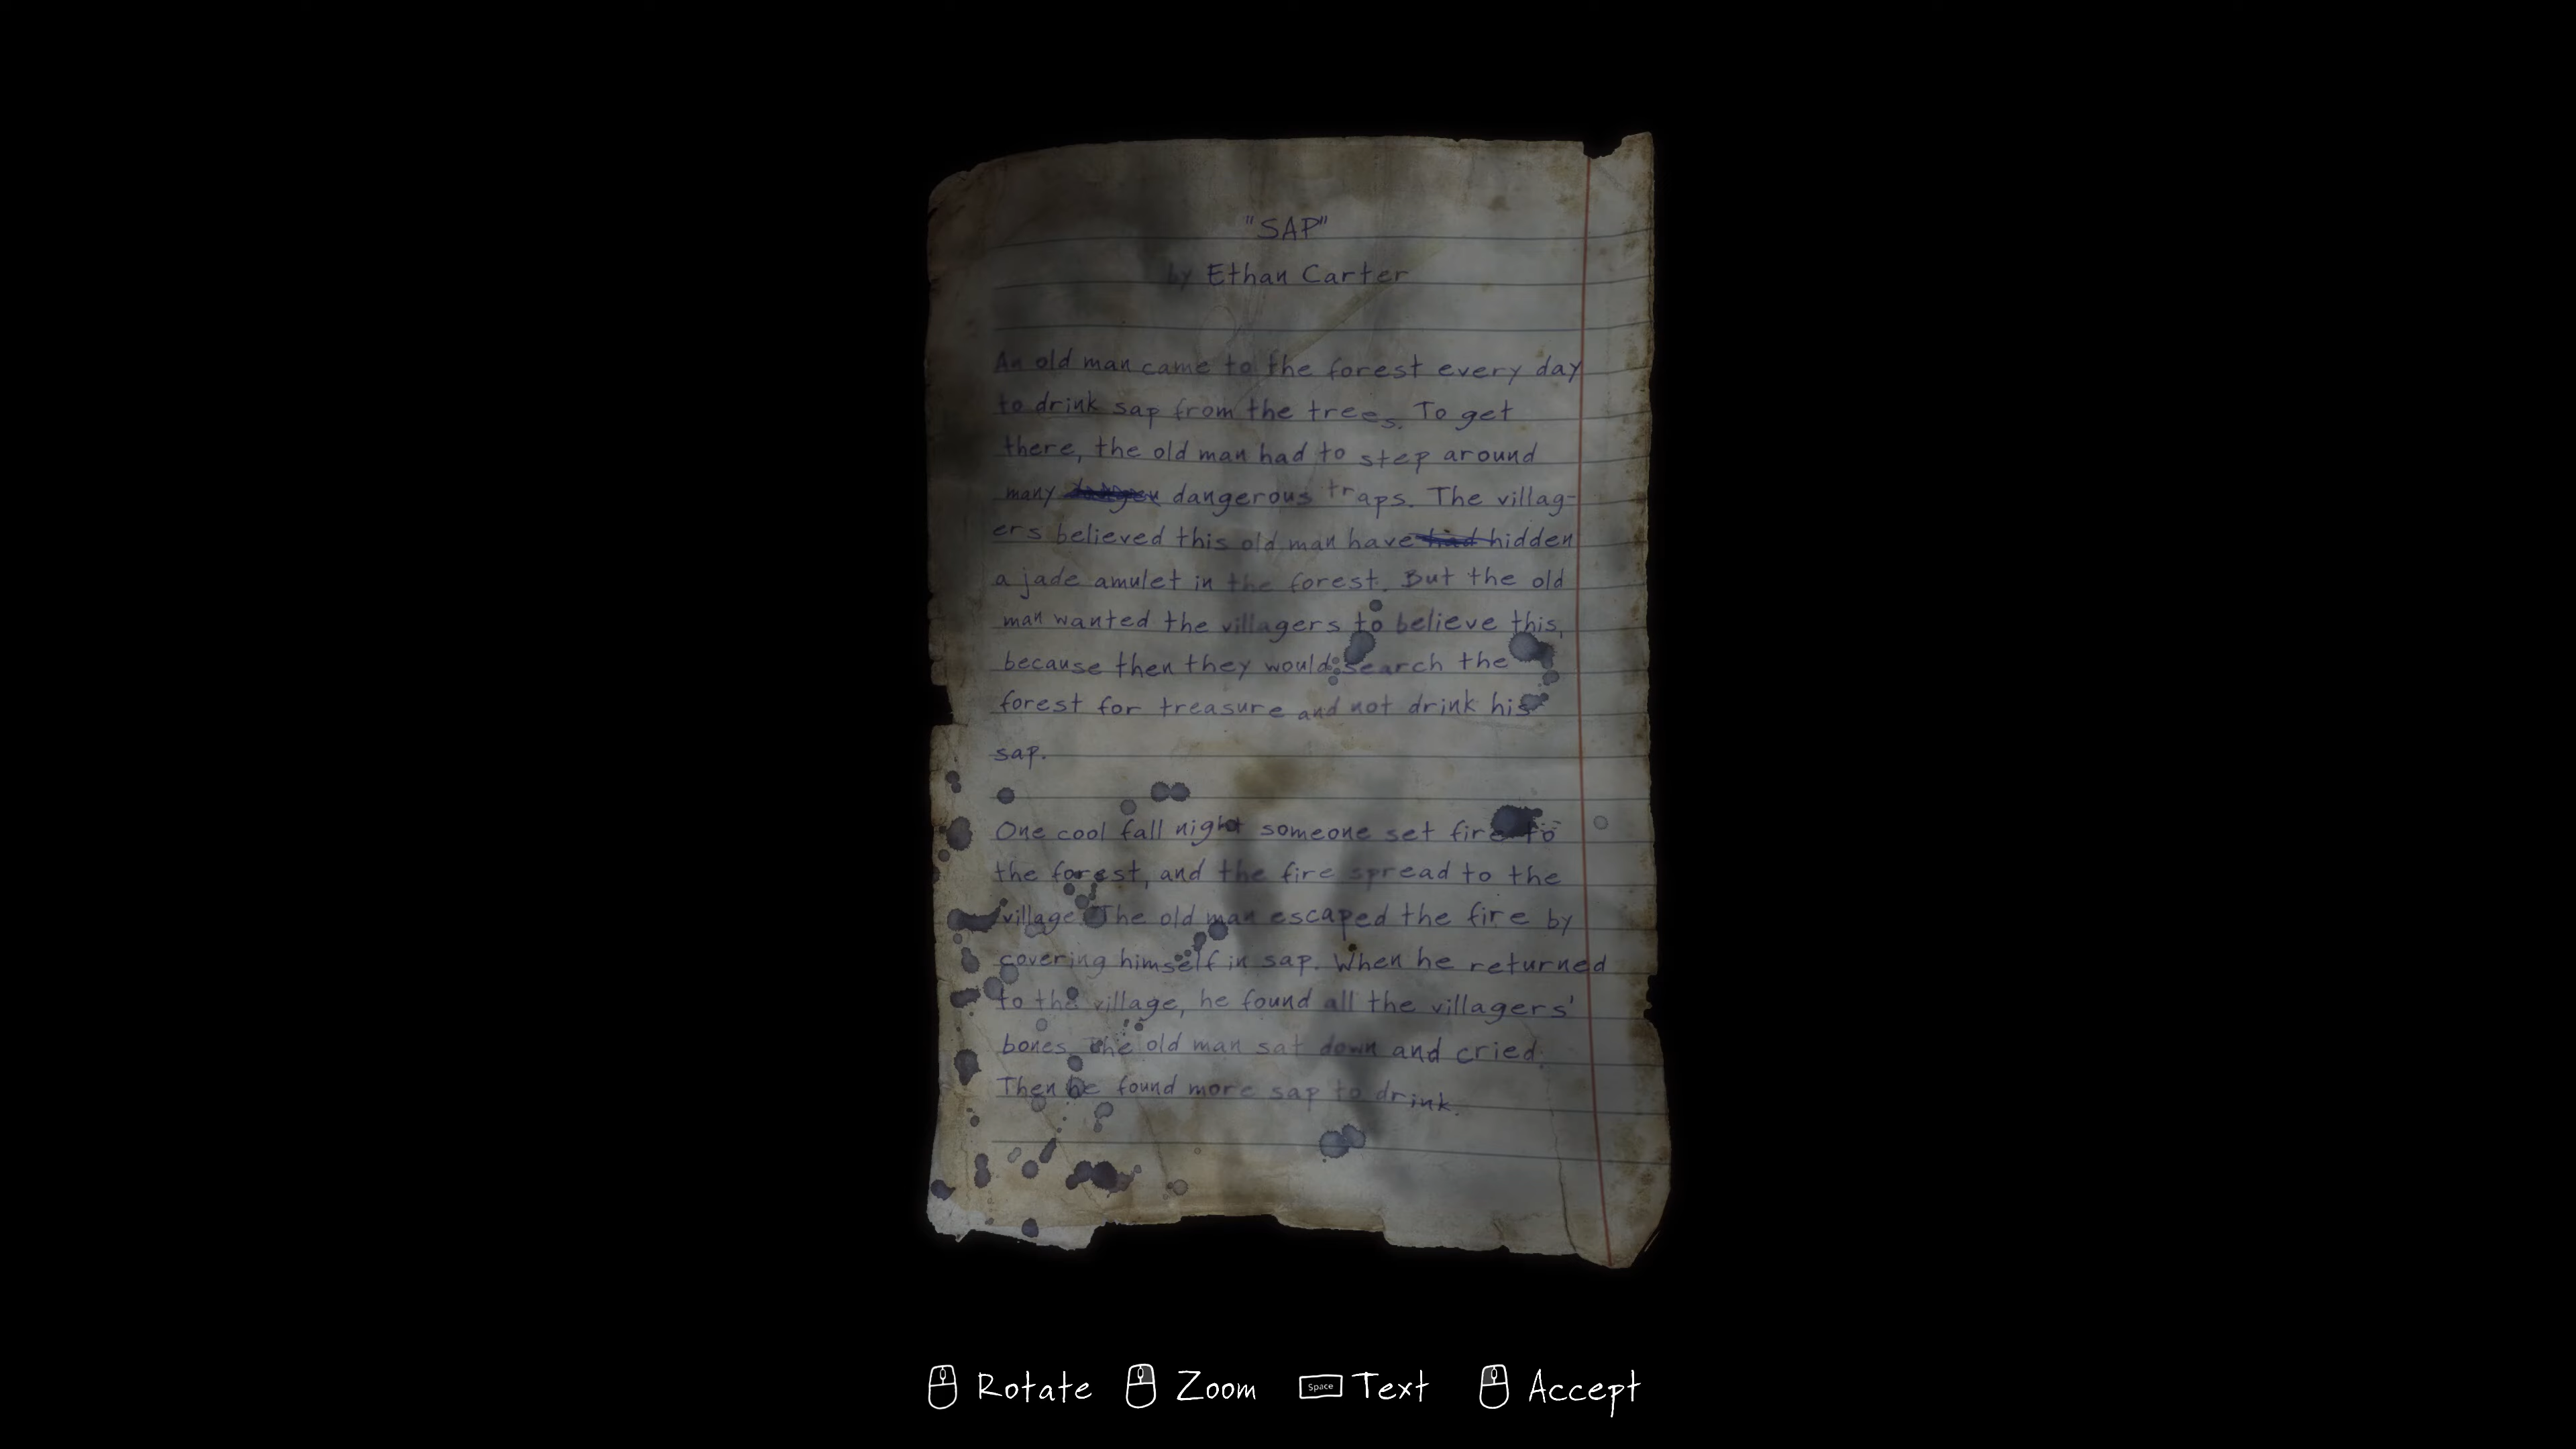 "SAP"
by Ethan Carter
An old man came to the forest every day
to drink sap from the trees. To get
there, the old man had to step around
many dangerous traps. The villag-
ers believed this old man have had hidden
a jade amulet in the forest. But the old
man wanted the villagers to believe this,
because then they would search the
forest for treasure and not drink his
sap.
One cool fall night someone set fire to
the forest, and the fire spread to the
village. The old man escaped the fire by
covering himself in sap. When he returned
to the village, he found all the villagers'
bones. The old man sat down and cried.
Then he found more sap to drink.
Rotate Zoom Space Text Accept